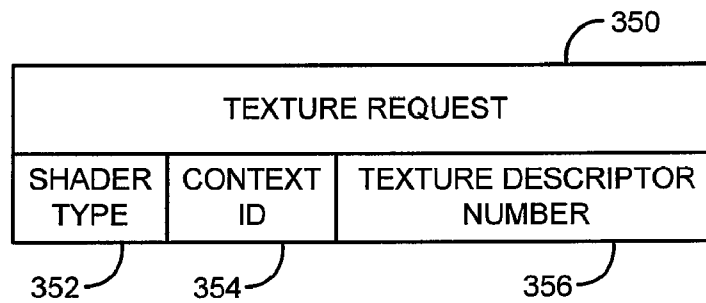 350
TEXTURE REQUEST
SHADER CONTEXT TEXTURE DESCRIPTOR
TYPE ID NUMBER
352 354 356